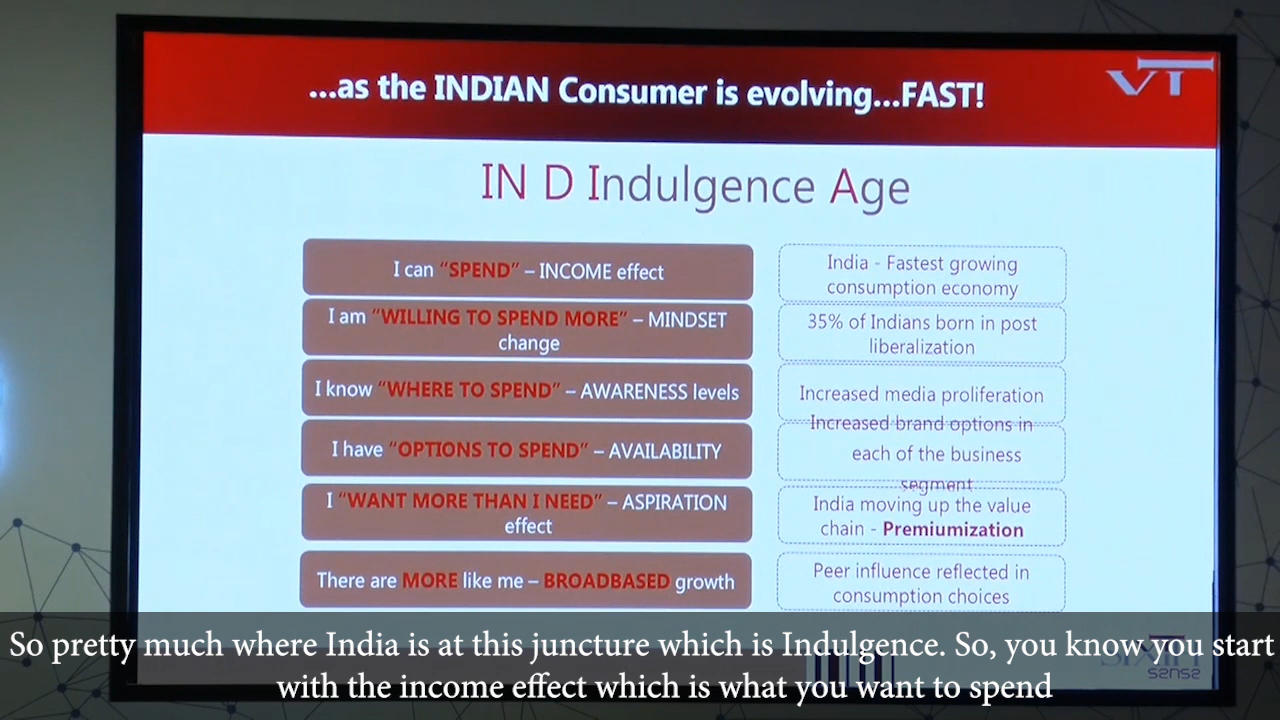 ...as the INDIAN Consumer is evolving...FAST!
VT
IN D Indulgence Age
I can “SPEND” – INCOME effect
India - Fastest growing
consumption economy
I am “WILLING TO SPEND MORE” – MINDSET
change
35% of Indians born in post
liberalization
I know “WHERE TO SPEND” – AWARENESS levels
Increased media proliferation
I have “OPTIONS TO SPEND” – AVAILABILITY
Increased brand options in
each of the business
segment
I “WANT MORE THAN I NEED” – ASPIRATION
effect
India moving up the value
chain - Premiumization
There are MORE like me – BROADBASED growth
Peer influence reflected in
consumption choices
So pretty much where India is at this juncture which is Indulgence. So, you know you start
with the income effect which is what you want to spend
sense